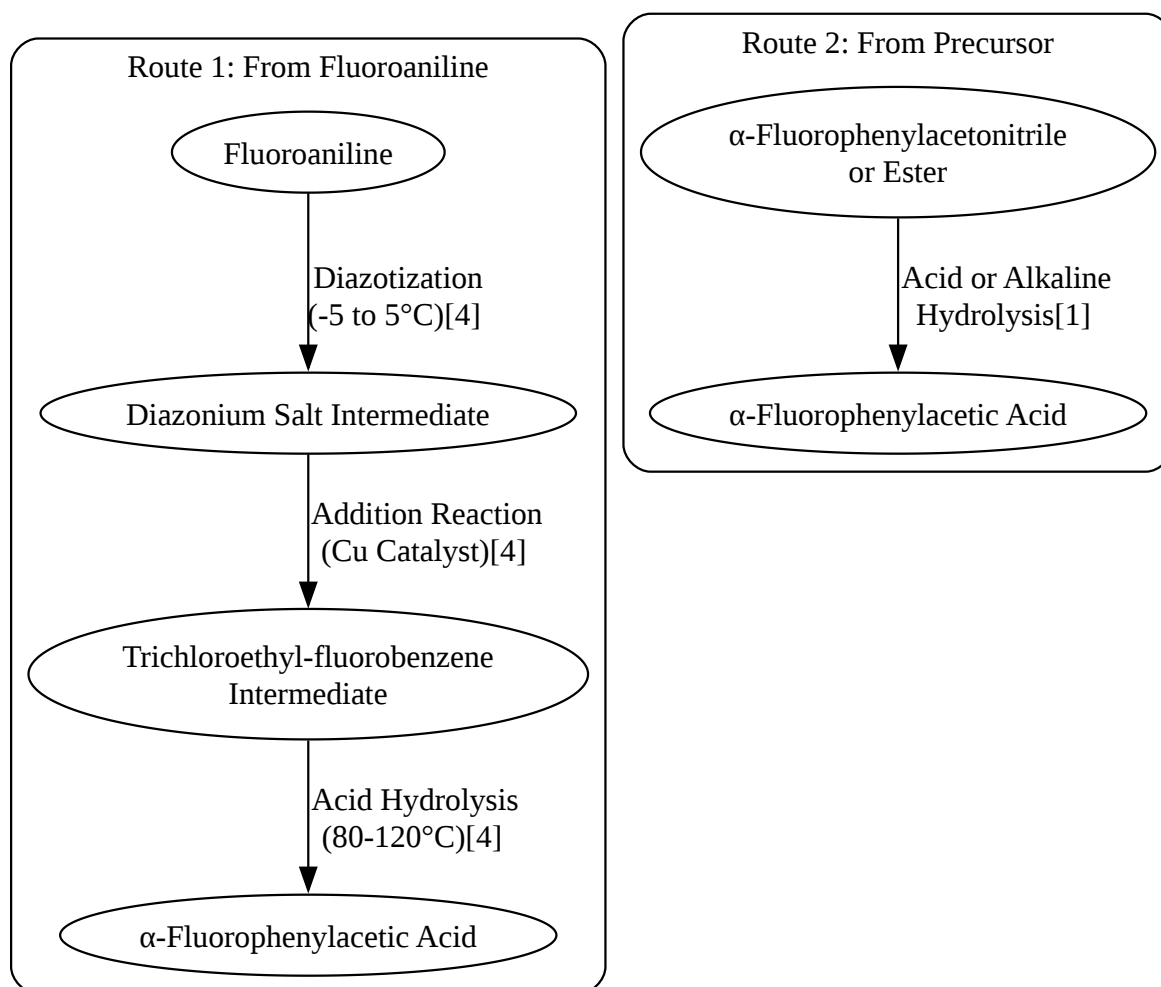 Route 1: From Fluoroaniline
Fluoroaniline
Diazotization
(-5 to 5°C)[4]
Diazonium Salt Intermediate
Addition Reaction
(Cu Catalyst)[4]
Trichloroethyl-fluorobenzene
Intermediate
Acid Hydrolysis
(80-120°C)[4]
α-Fluorophenylacetic Acid
Route 2: From Precursor
α-Fluorophenylacetonitrile
or Ester
Acid or Alkaline
Hydrolysis[1]
α-Fluorophenylacetic Acid